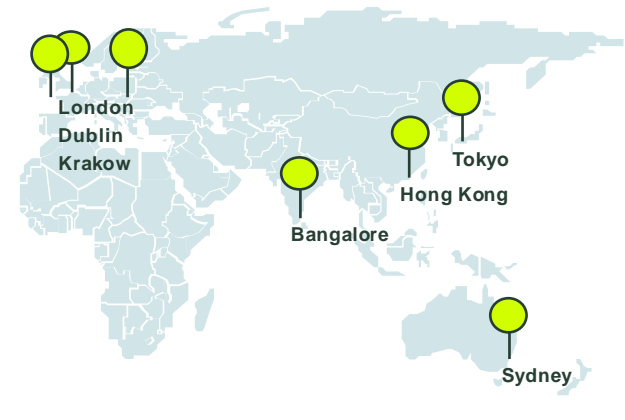 London
Dublin
Krakow
Tokyo
Hong Kong
Bangalore
Sydney